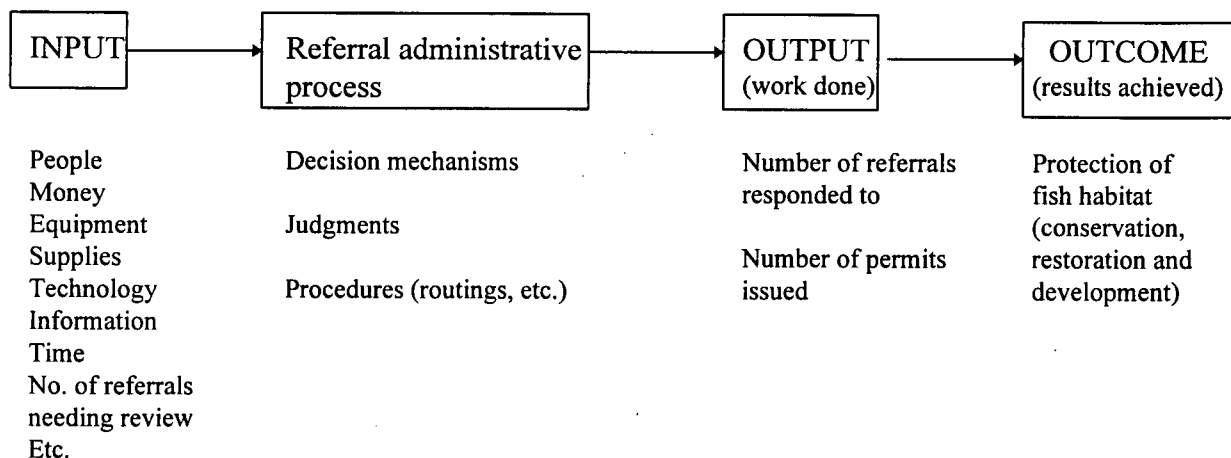 INPUT
Referral administrative
process
OUTPUT
(work done)
OUTCOME
(results achieved)
People
Money
Equipment
Supplies
Technology
Information
Time
No. of referrals
needing review
Etc.
Decision mechanisms
Judgments
Procedures (routings, etc.)
Number of referrals
responded to
Number of permits
issued
Protection of
fish habitat
(conservation,
restoration and
development)